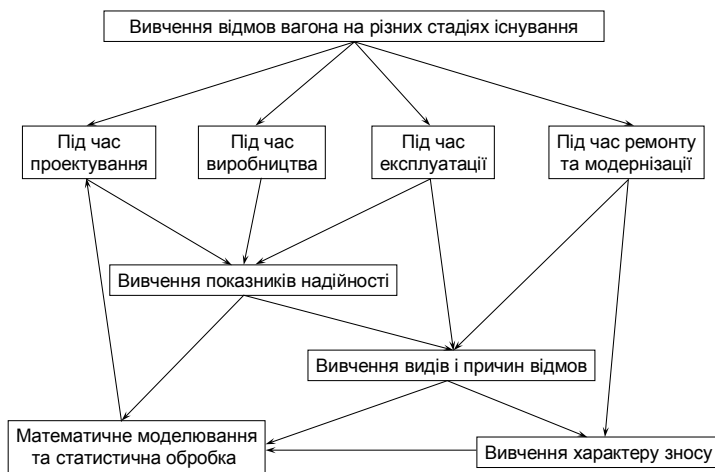 Вивчення відмов вагона на різних стадіях існування
Під час
проектування
Під час
виробництва
Під час
експлуатації
Під час ремонту
та модернізації
Вивчення показників надійності
Вивчення видів і причин відмов
Математичне моделювання
та статистична обробка
Вивчення характеру зносу